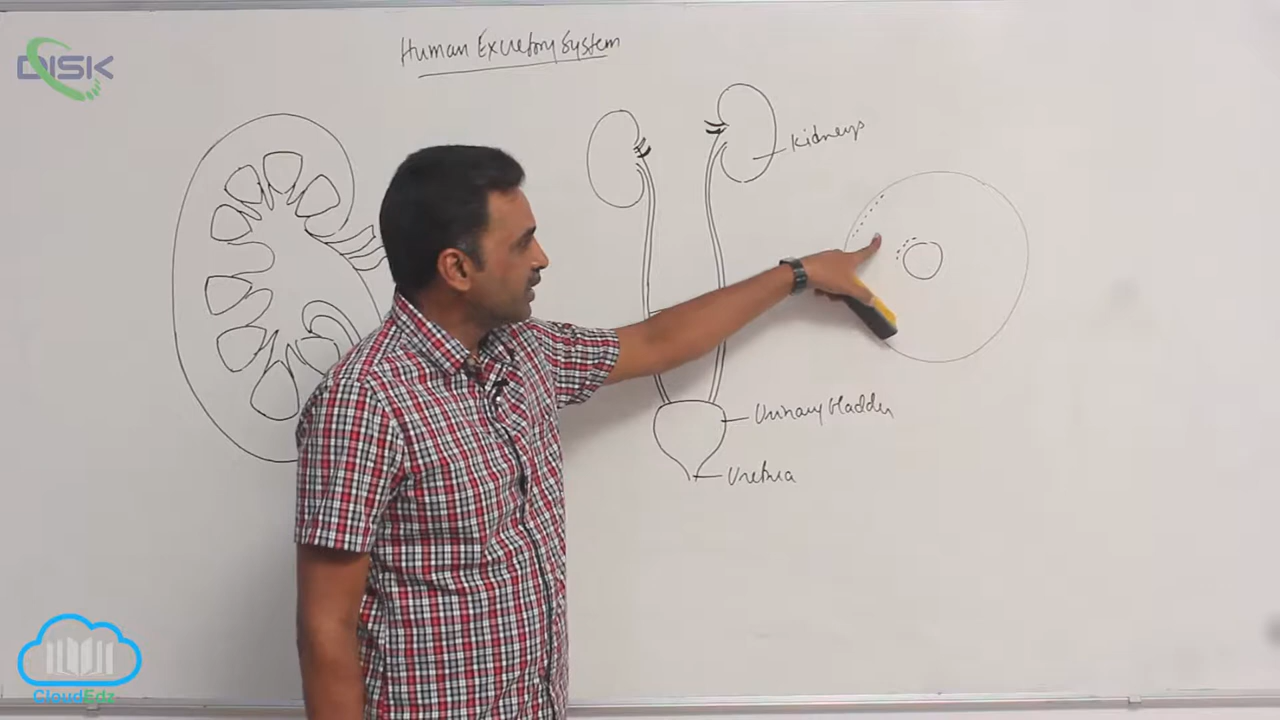 DISK
Human Excretory System
Kidneys
Urinary bladder
Urethra
CloudEdz